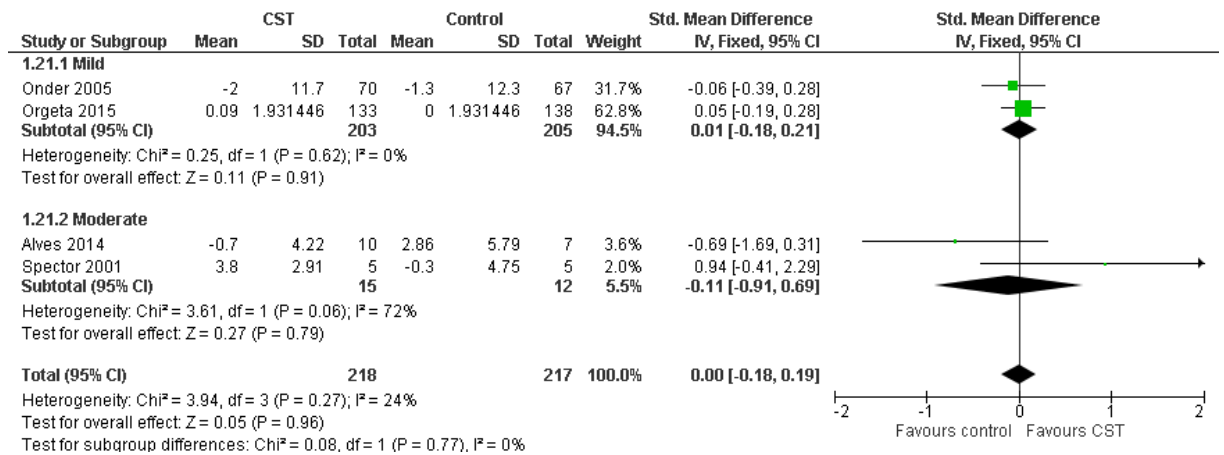 CST Control Std. Mean Difference Std. Mean Difference
Study or Subgroup Mean SD Total Mean SD Total Weight IV, Fixed, 95% CI IV, Fixed, 95% CI
1.21.1 Mild
Onder 2005 -2 11.7 70 -1.3 12.3 67 31.7% -0.06 [-0.39, 0.28]
Orgeta 2015 0.09 1.931446 133 0 1.931446 138 62.8% 0.05 [-0.19, 0.28]
Subtotal (95% CI) 203 205 94.5% 0.01 [-0.18, 0.21]
Heterogeneity: Chi² = 0.25, df = 1 (P = 0.62); I² = 0%
Test for overall effect: Z = 0.11 (P = 0.91)
1.21.2 Moderate
Alves 2014 -0.7 4.22 10 2.86 5.79 7 3.6% -0.69 [-1.69, 0.31]
Spector 2001 3.8 2.91 5 -0.3 4.75 5 2.0% 0.94 [-0.41, 2.29]
Subtotal (95% CI) 15 12 5.5% -0.11 [-0.91, 0.69]
Heterogeneity: Chi² = 3.61, df = 1 (P = 0.06); I² = 72%
Test for overall effect: Z = 0.27 (P = 0.79)
Total (95% CI) 218 217 100.0% 0.00 [-0.18, 0.19]
Heterogeneity: Chi² = 3.94, df = 3 (P = 0.27); I² = 24%
Test for overall effect: Z = 0.05 (P = 0.96)
Test for subgroup differences: Chi² = 0.08, df = 1 (P = 0.77), I² = 0%
-2 -1 0 1 2
Favours control Favours CST